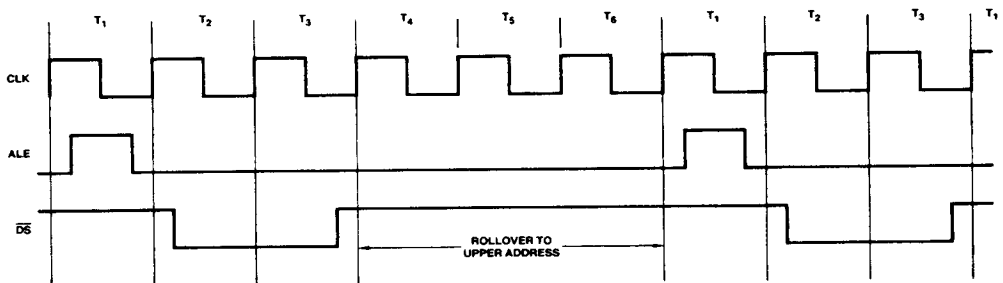 T1 T2 T3 T4 T5 T6 T1 T2 T3 T1
CLK
ALE
DS
ROLLOVER TO
UPPER ADDRESS